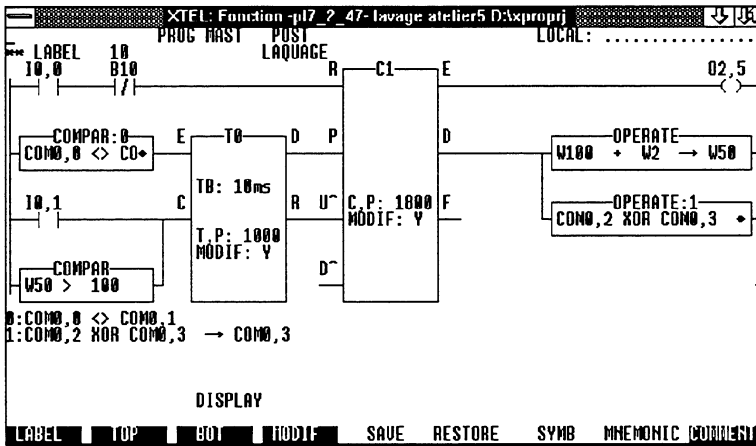 XTEL: Fonction -pl7_2_47- lavage atelier5 D:\xproprj
PROG MAST POST LOCAL: ..............
** LABEL 10 LAQUAGE
I0,0 B10 R C1 E O2,5
COMPAR:0 E T0 D P D OPERATE
COM0,0 <> CO♦ W100 + W2 → W50
TB: 10ms
I0,1 C R U^ C.P: 1800 F OPERATE:1
MODIF: Y COM0,2 XOR COM0,3 ♦
T.P: 1000
MODIF: Y
COMPAR D^
W50 > 100
0:COM0,0 <> COM0,1
1:COM0,2 XOR COM0,3 → COM0,3
DISPLAY
LABEL TOP BOT MODIF SAVE RESTORE SYMB MNEMONIC COMMENT